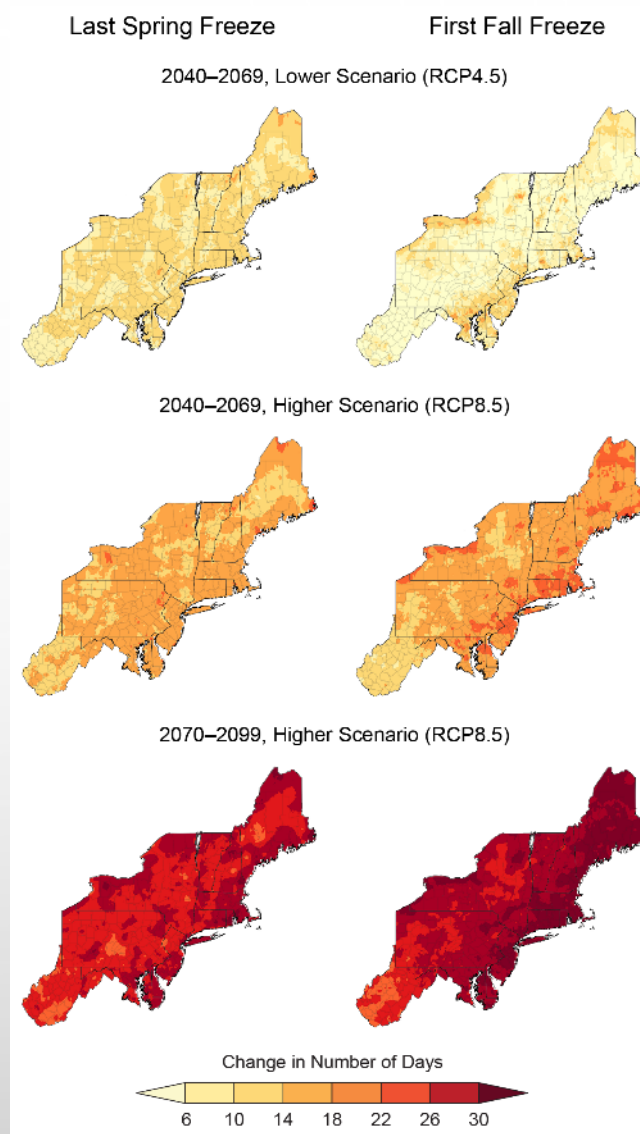 Last Spring Freeze First Fall Freeze
2040–2069, Lower Scenario (RCP4.5)
2040–2069, Higher Scenario (RCP8.5)
2070–2099, Higher Scenario (RCP8.5)
Change in Number of Days
6 10 14 18 22 26 30